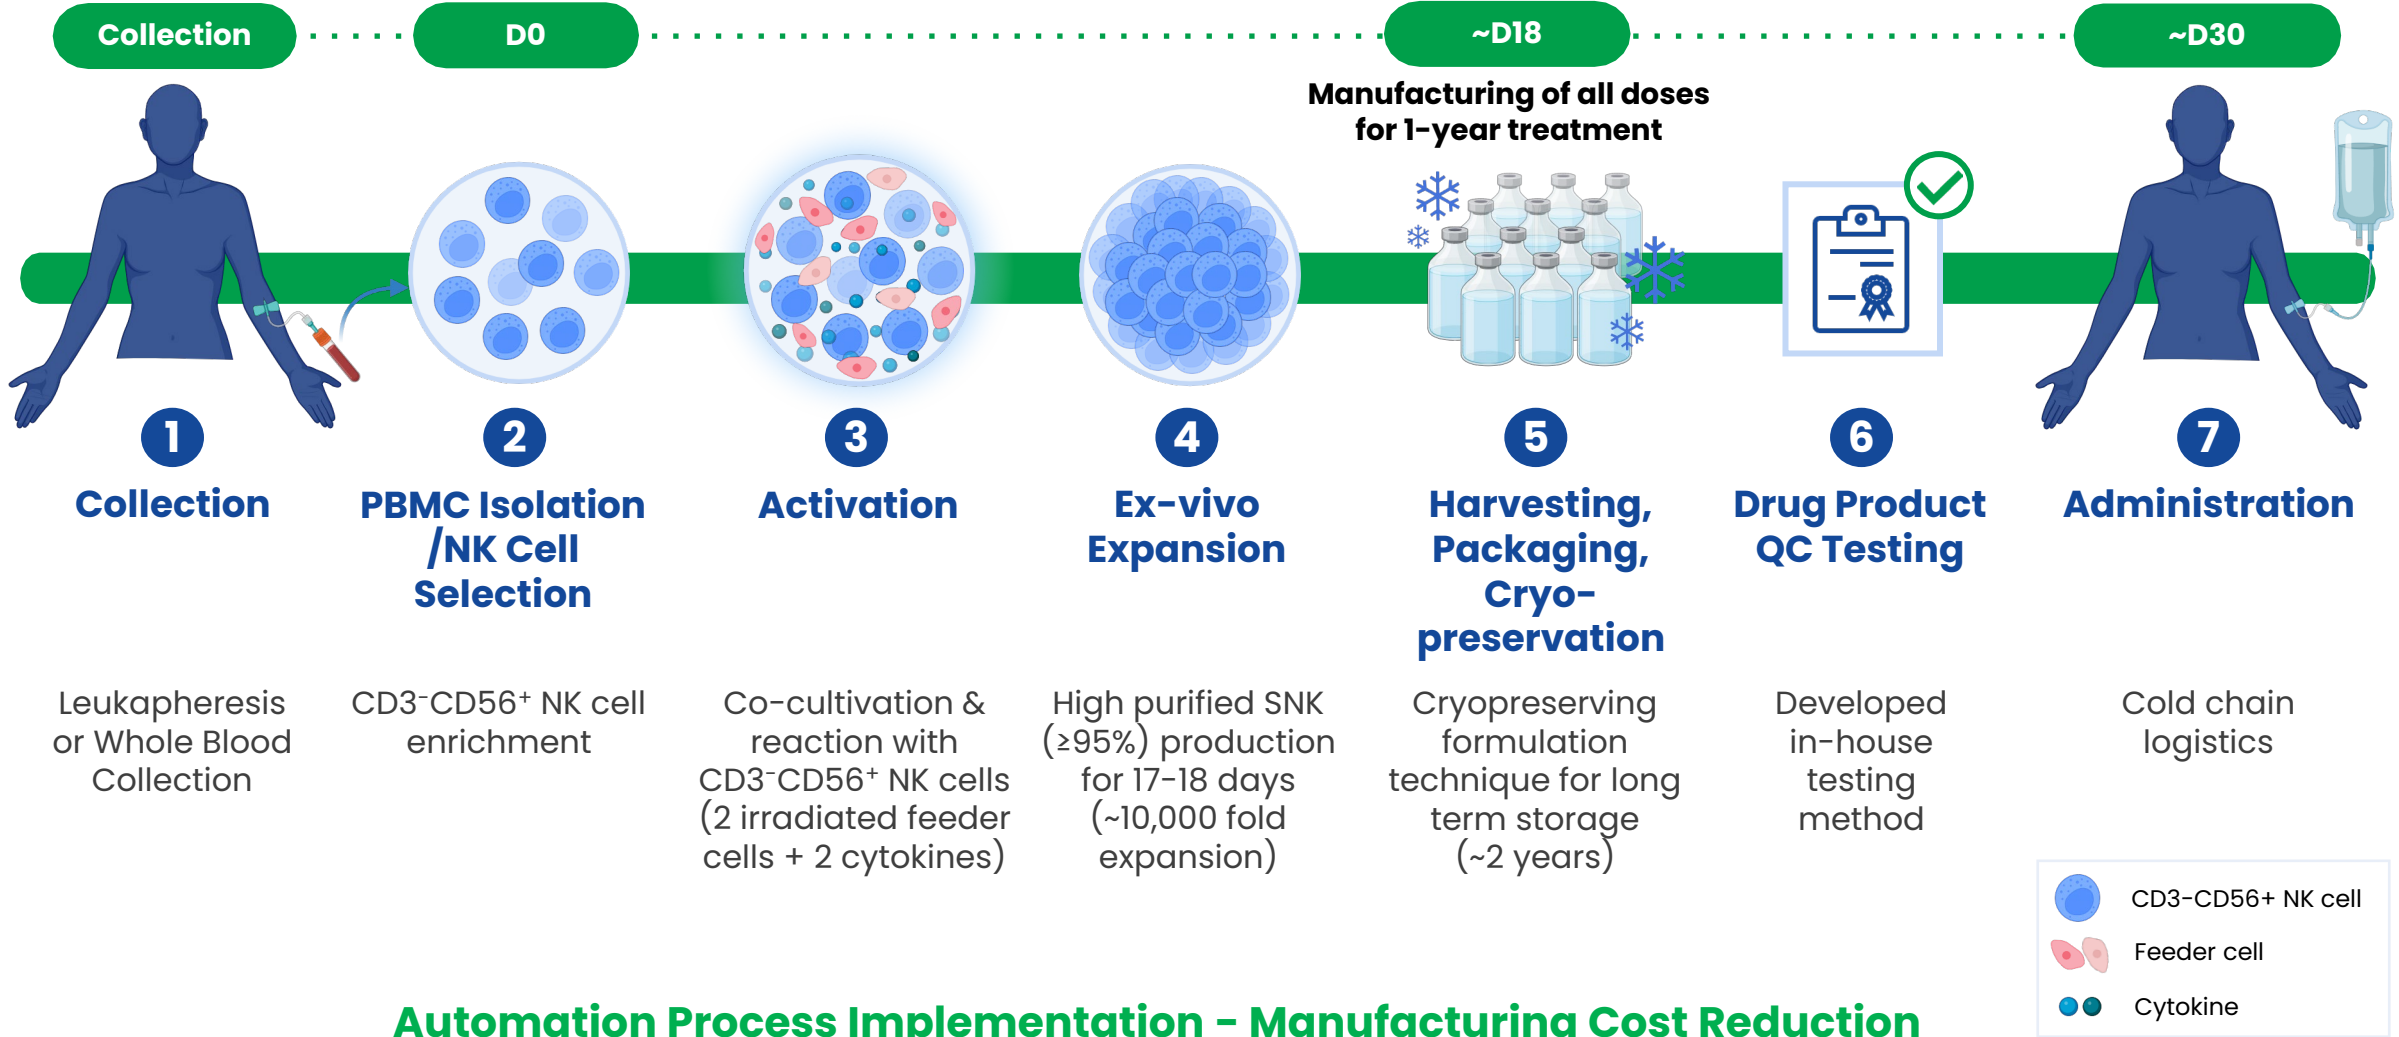 Collection
D0
~D18
~D30
Manufacturing of all doses
for 1-year treatment
1
Collection
Leukapheresis
or Whole Blood
Collection
2
PBMC Isolation
/NK Cell
Selection
CD3⁻CD56⁺ NK cell
enrichment
3
Activation
Co-cultivation &
reaction with
CD3⁻CD56⁺ NK cells
(2 irradiated feeder
cells + 2 cytokines)
4
Ex-vivo
Expansion
High purified SNK
(≥95%) production
for 17-18 days
(~10,000 fold
expansion)
5
Harvesting,
Packaging,
Cryo-
preservation
Cryopreserving
formulation
technique for long
term storage
(~2 years)
6
Drug Product
QC Testing
Developed
in-house
testing
method
7
Administration
Cold chain
logistics
CD3-CD56+ NK cell
Feeder cell
Cytokine
Automation Process Implementation - Manufacturing Cost Reduction